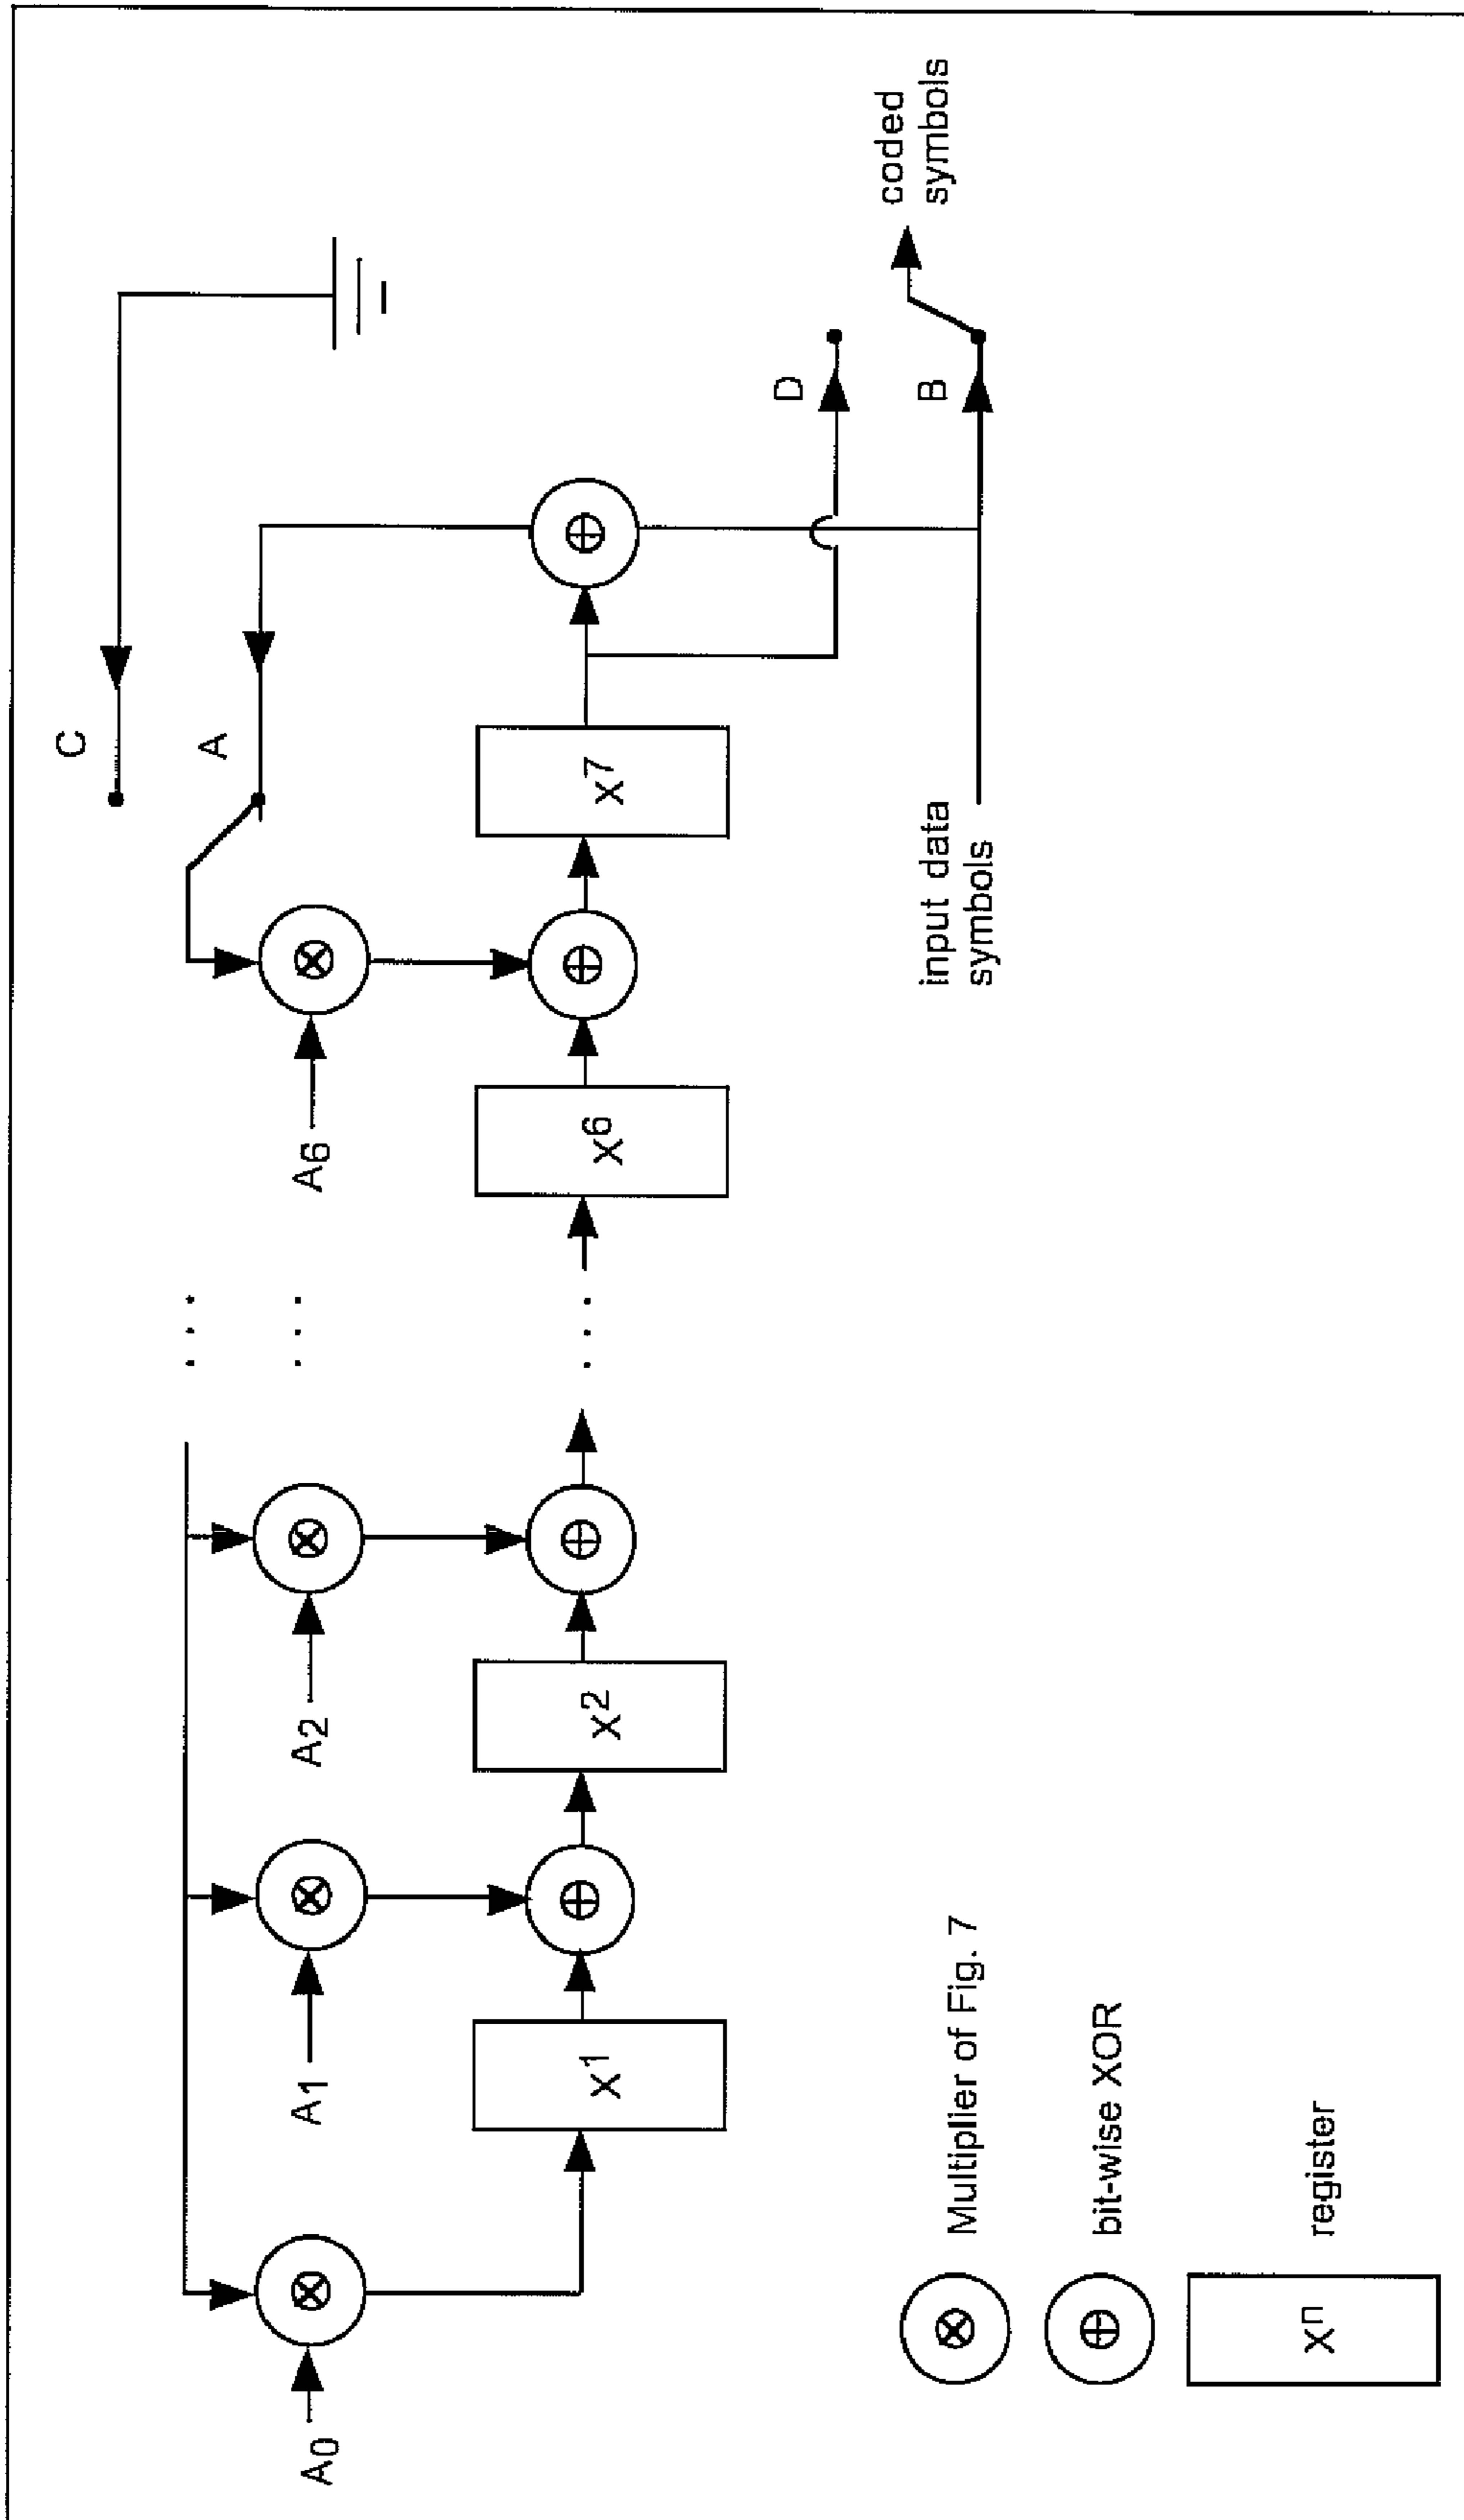 C
A
A0
A1
A2
A6
x1
x2
x6
x7
D
B
coded
symbols
input data
symbols
Multiplier of Fig. 7
bit-wise XOR
xn
register